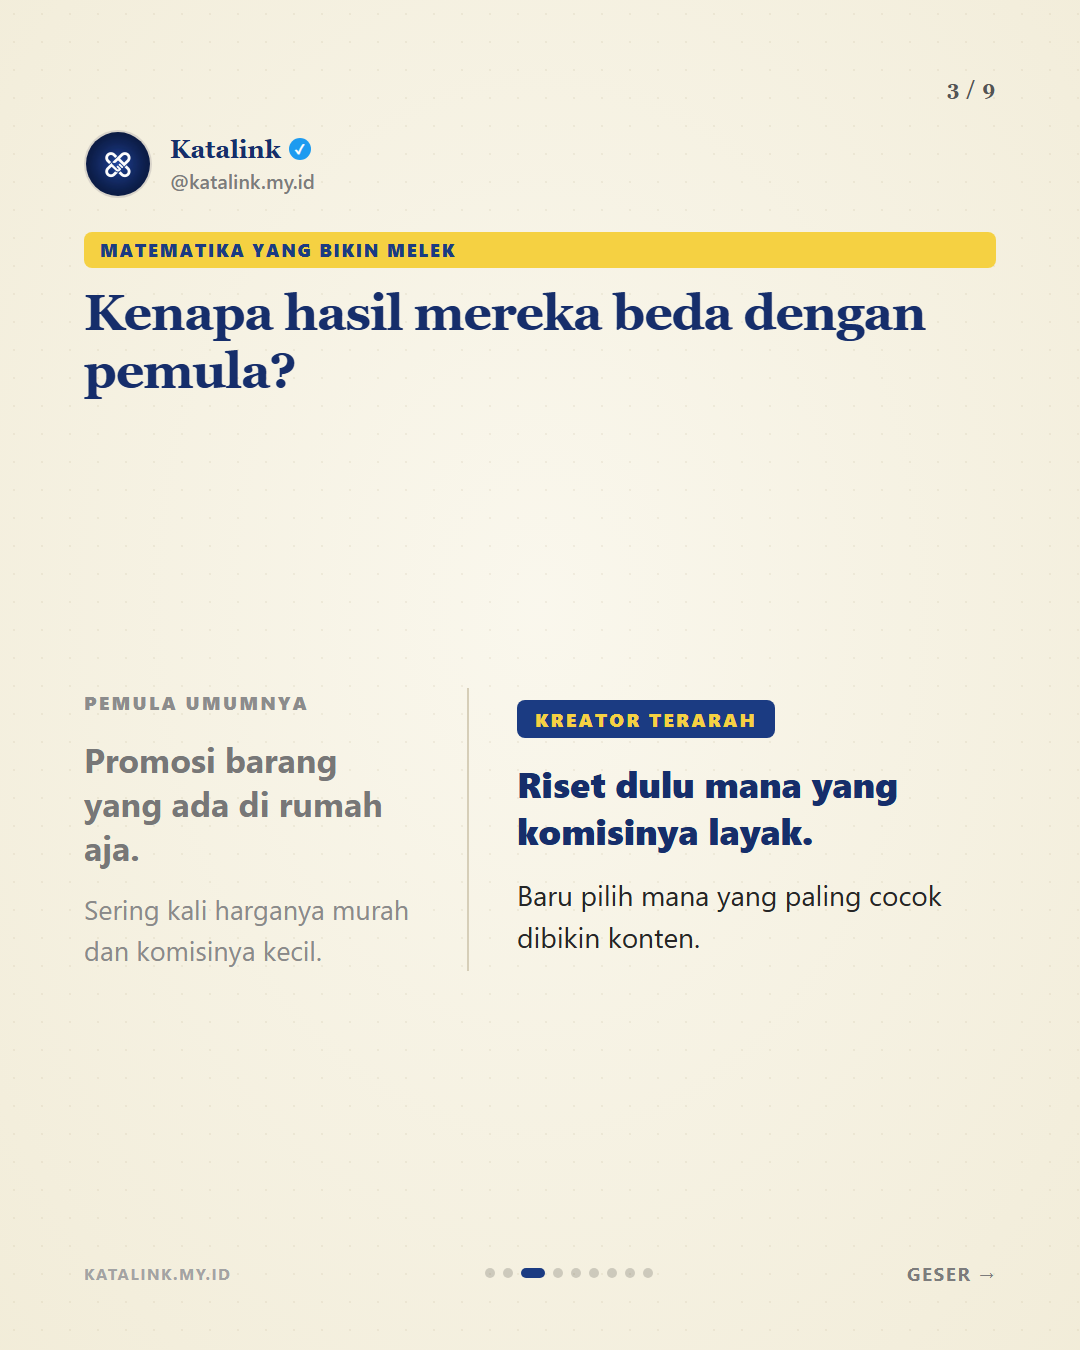 3 / 9
Katalink
@katalink.my.id
MATEMATIKA YANG BIKIN MELEK
Kenapa hasil mereka beda dengan
pemula?
PEMULA UMUMNYA
Promosi barang
yang ada di rumah
aja.
Sering kali harganya murah
dan komisinya kecil.
KREATOR TERARAH
Riset dulu mana yang
komisinya layak.
Baru pilih mana yang paling cocok
dibikin konten.
KATALINK.MY.ID
GESER →